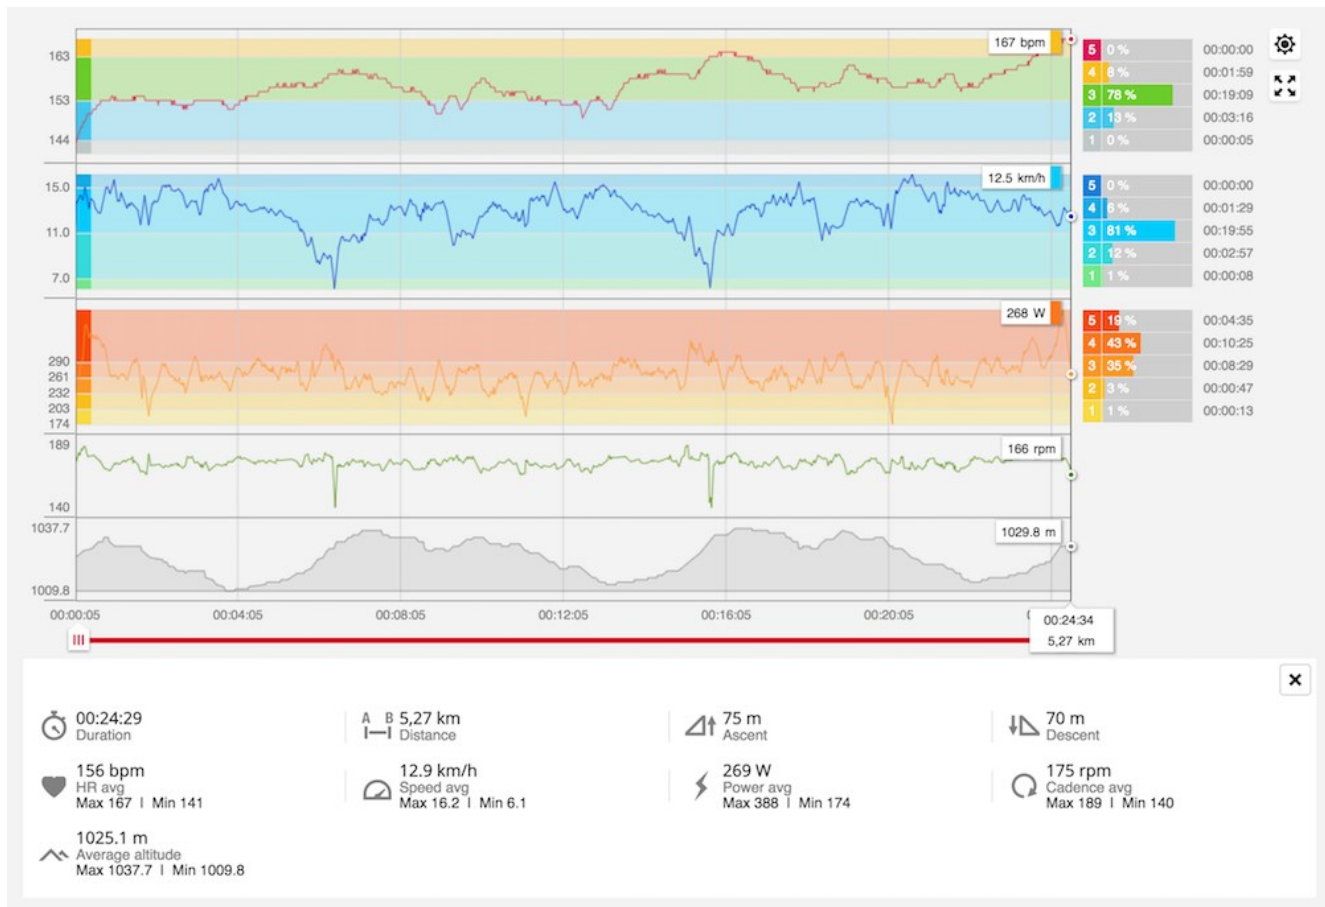 167 bpm
163
153
144
5 0 % 00:00:00
4 8 % 00:01:59
3 78 % 00:19:09
2 13 % 00:03:16
1 0 % 00:00:05
12.5 km/h
15.0
11.0
7.0
5 0 % 00:00:00
4 6 % 00:01:29
3 81 % 00:19:55
2 12 % 00:02:57
1 1 % 00:00:08
268 W
290
261
232
203
174
5 19 % 00:04:35
4 43 % 00:10:25
3 35 % 00:08:29
2 3 % 00:00:47
1 1 % 00:00:13
189
166 rpm
140
1037.7
1029.8 m
1009.8
00:00:05 00:04:05 00:08:05 00:12:05 00:16:05 00:20:05
00:24:34
5,27 km
00:24:29
Duration
A B 5,27 km
Distance
75 m
Ascent
70 m
Descent
156 bpm
HR avg
Max 167 | Min 141
12.9 km/h
Speed avg
Max 16.2 | Min 6.1
269 W
Power avg
Max 388 | Min 174
175 rpm
Cadence avg
Max 189 | Min 140
1025.1 m
Average altitude
Max 1037.7 | Min 1009.8